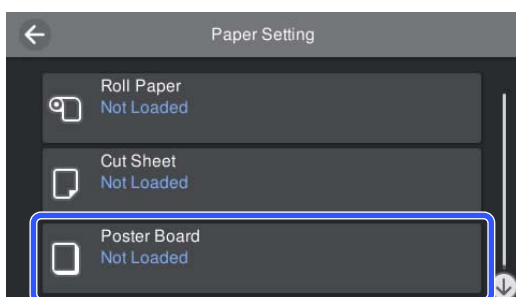 Paper Setting
Roll Paper
Not Loaded
Cut Sheet
Not Loaded
Poster Board
Not Loaded